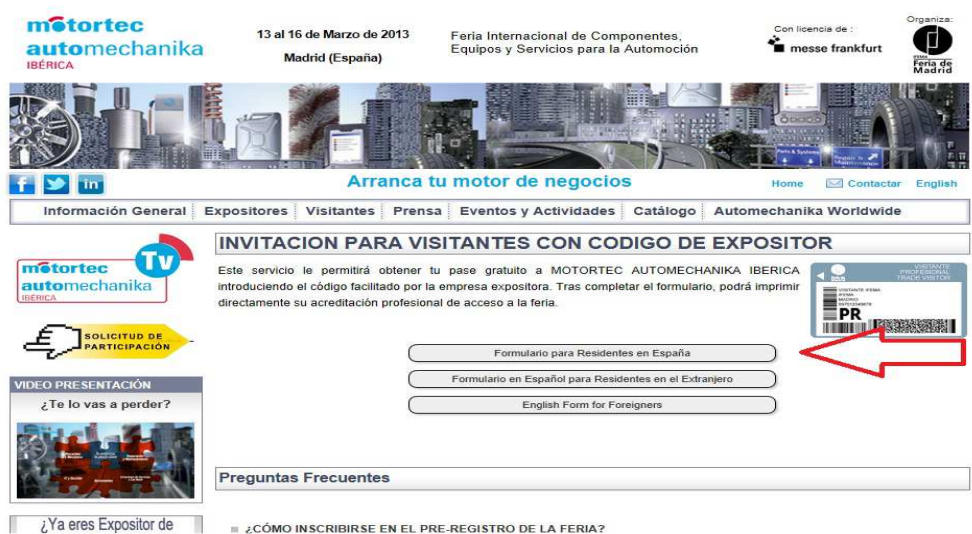 mötortec
automechanika
IBÉRICA
13 al 16 de Marzo de 2013
Madrid (España)
Feria Internacional de Componentes,
Equipos y Servicios para la Automoción
Con licencia de :
messe frankfurt
Organiza:
IFEMA
Feria de
Madrid
Arranca tu motor de negocios
Home
Contactar
English
Información General
Expositores
Visitantes
Prensa
Eventos y Actividades
Catálogo
Automechanika Worldwide
mötortec
automechanika
IBÉRICA
Tv
SOLICITUD DE
PARTICIPACIÓN
VIDEO PRESENTACIÓN
¿Te lo vas a perder?
¿Ya eres Expositor de
INVITACION PARA VISITANTES CON CODIGO DE EXPOSITOR
Este servicio le permitirá obtener tu pase gratuito a MOTORTEC AUTOMECHANIKA IBERICA
introduciendo el código facilitado por la empresa expositora. Tras completar el formulario, podrá imprimir
directamente su acreditación profesional de acceso a la feria.
VISITANTE
PROFESIONAL
TRADE VISITOR
PR
Formulario para Residentes en España
Formulario en Español para Residentes en el Extranjero
English Form for Foreigners
Preguntas Frecuentes
¿CÓMO INSCRIBIRSE EN EL PRE-REGISTRO DE LA FERIA?